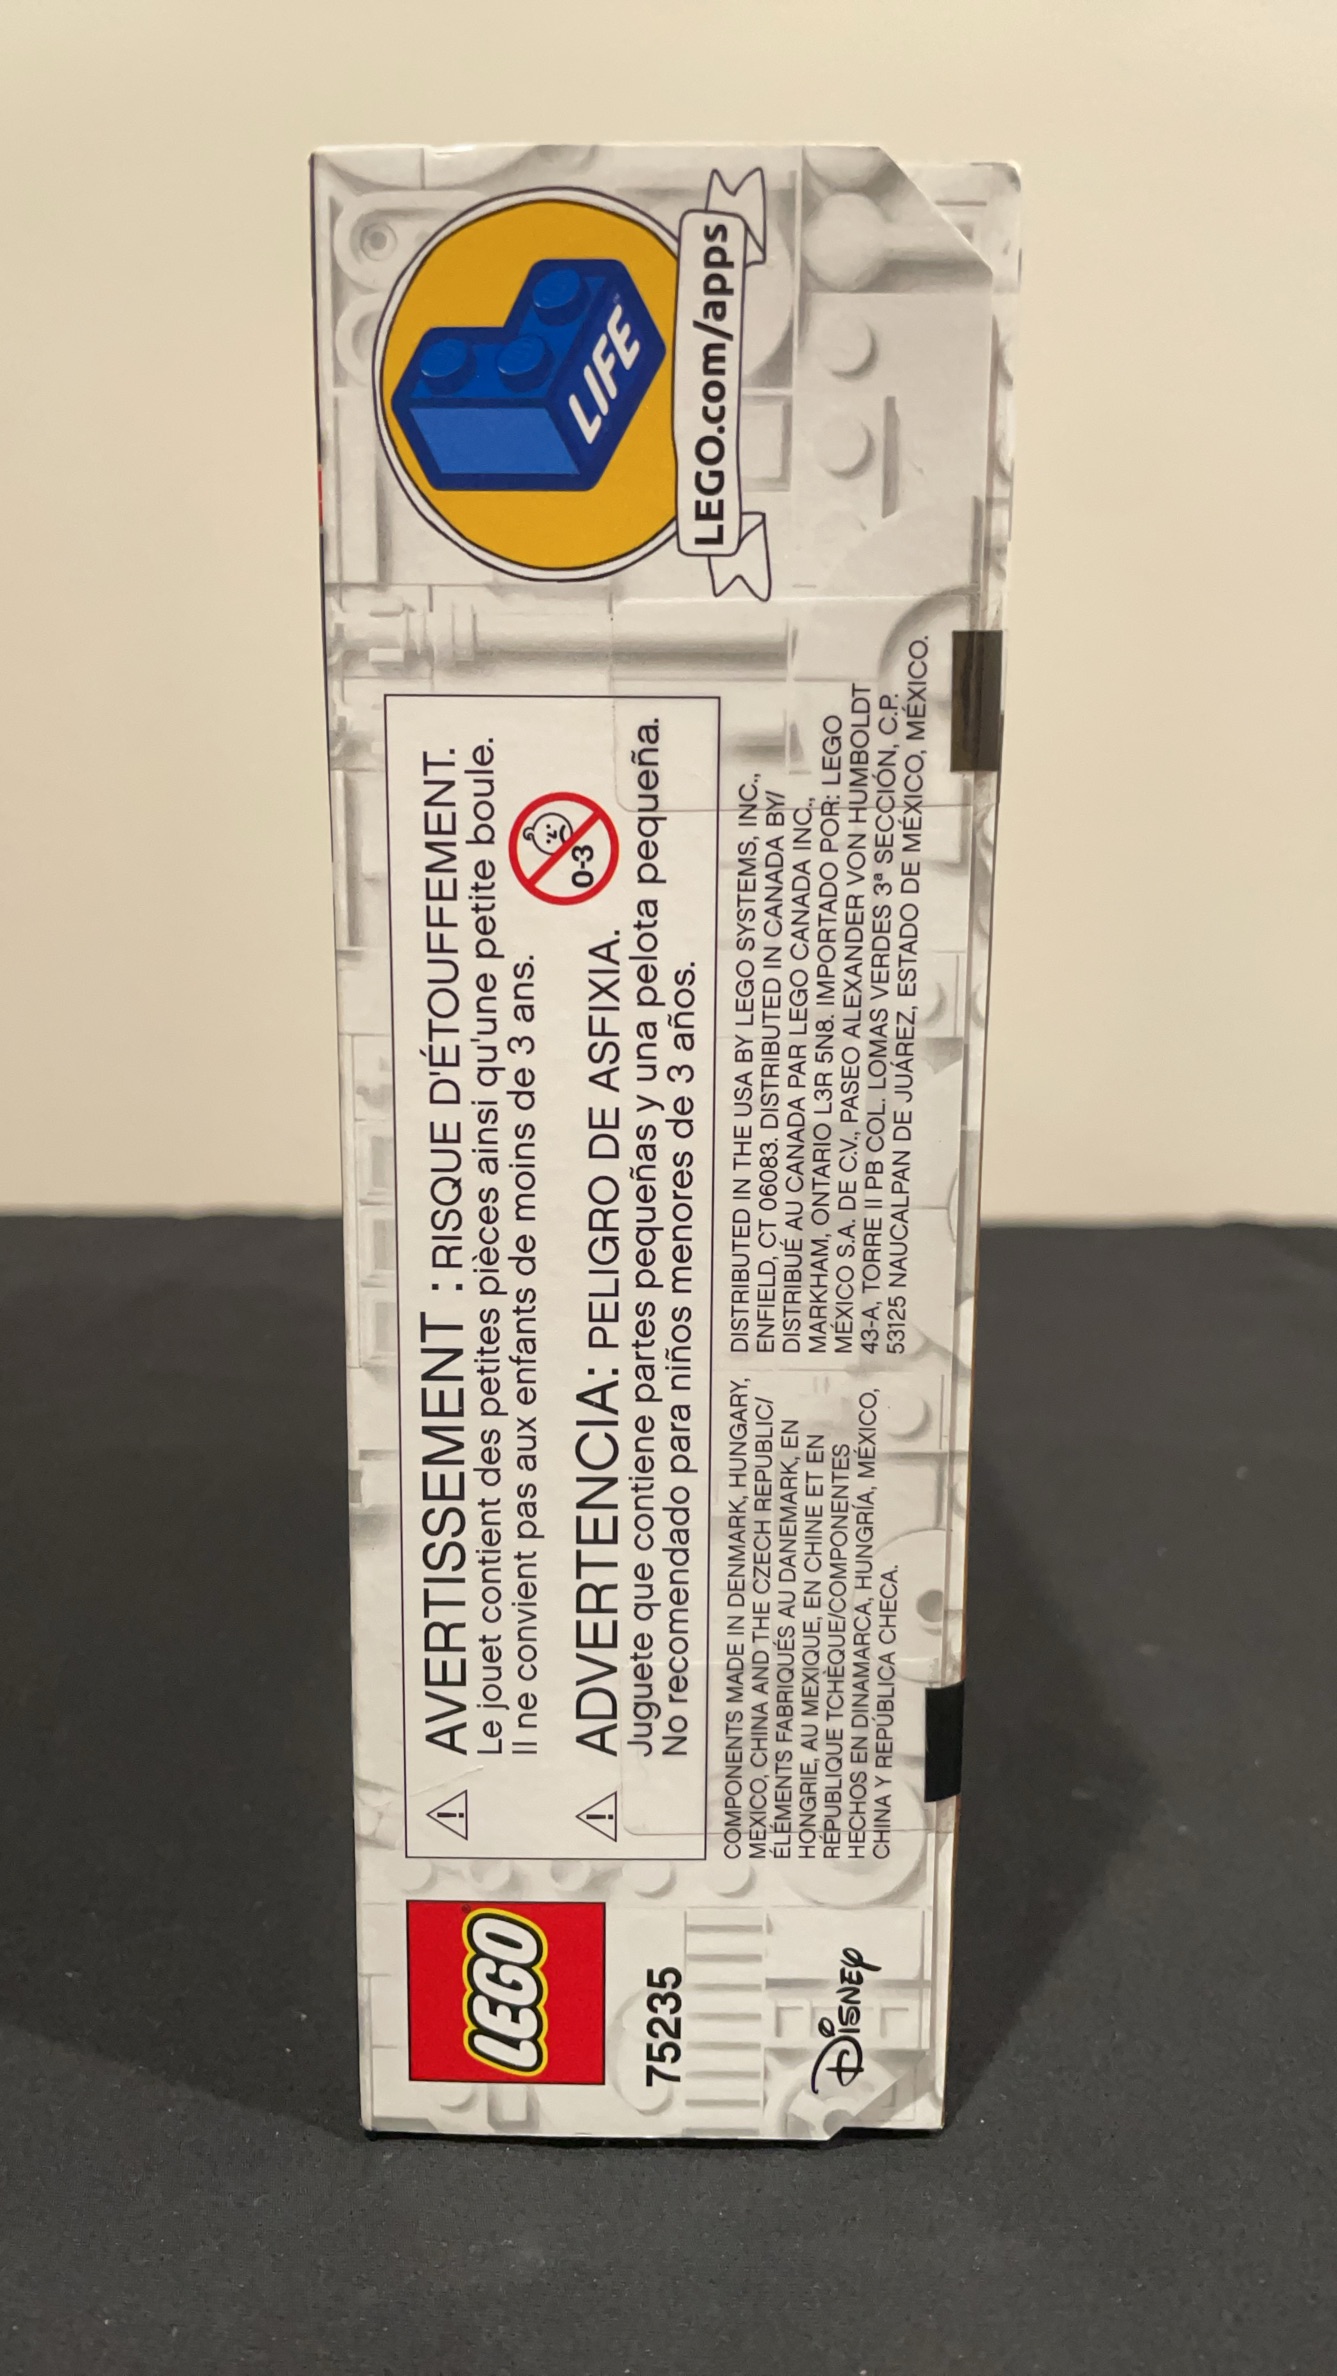 LEGO
75235
Disney
AVERTISSEMENT : RISQUE D'ÉTOUFFEMENT.
Le jouet contient des petites pièces ainsi qu'une petite boule.
Il ne convient pas aux enfants de moins de 3 ans.
0-3
ADVERTENCIA: PELIGRO DE ASFIXIA.
Juguete que contiene partes pequeñas y una pelota pequeña.
No recomendado para niños menores de 3 años.
COMPONENTS MADE IN DENMARK, HUNGARY,
MEXICO, CHINA AND THE CZECH REPUBLIC/
ÉLÉMENTS FABRIQUÉS AU DANEMARK, EN
HONGRIE, AU MEXIQUE, EN CHINE ET EN
RÉPUBLIQUE TCHÈQUE/COMPONENTES
HECHOS EN DINAMARCA, HUNGRÍA, MÉXICO,
CHINA Y REPÚBLICA CHECA.
DISTRIBUTED IN THE USA BY LEGO SYSTEMS, INC.,
ENFIELD, CT 06083. DISTRIBUTED IN CANADA BY/
DISTRIBUÉ AU CANADA PAR LEGO CANADA INC.,
MARKHAM, ONTARIO L3R 5N8. IMPORTADO POR: LEGO
MÉXICO S.A. DE C.V., PASEO ALEXANDER VON HUMBOLDT
43-A, TORRE II PB COL. LOMAS VERDES 3ª SECCIÓN, C.P.
53125 NAUCALPAN DE JUÁREZ, ESTADO DE MÉXICO, MÉXICO.
LIFE
LEGO.com/apps